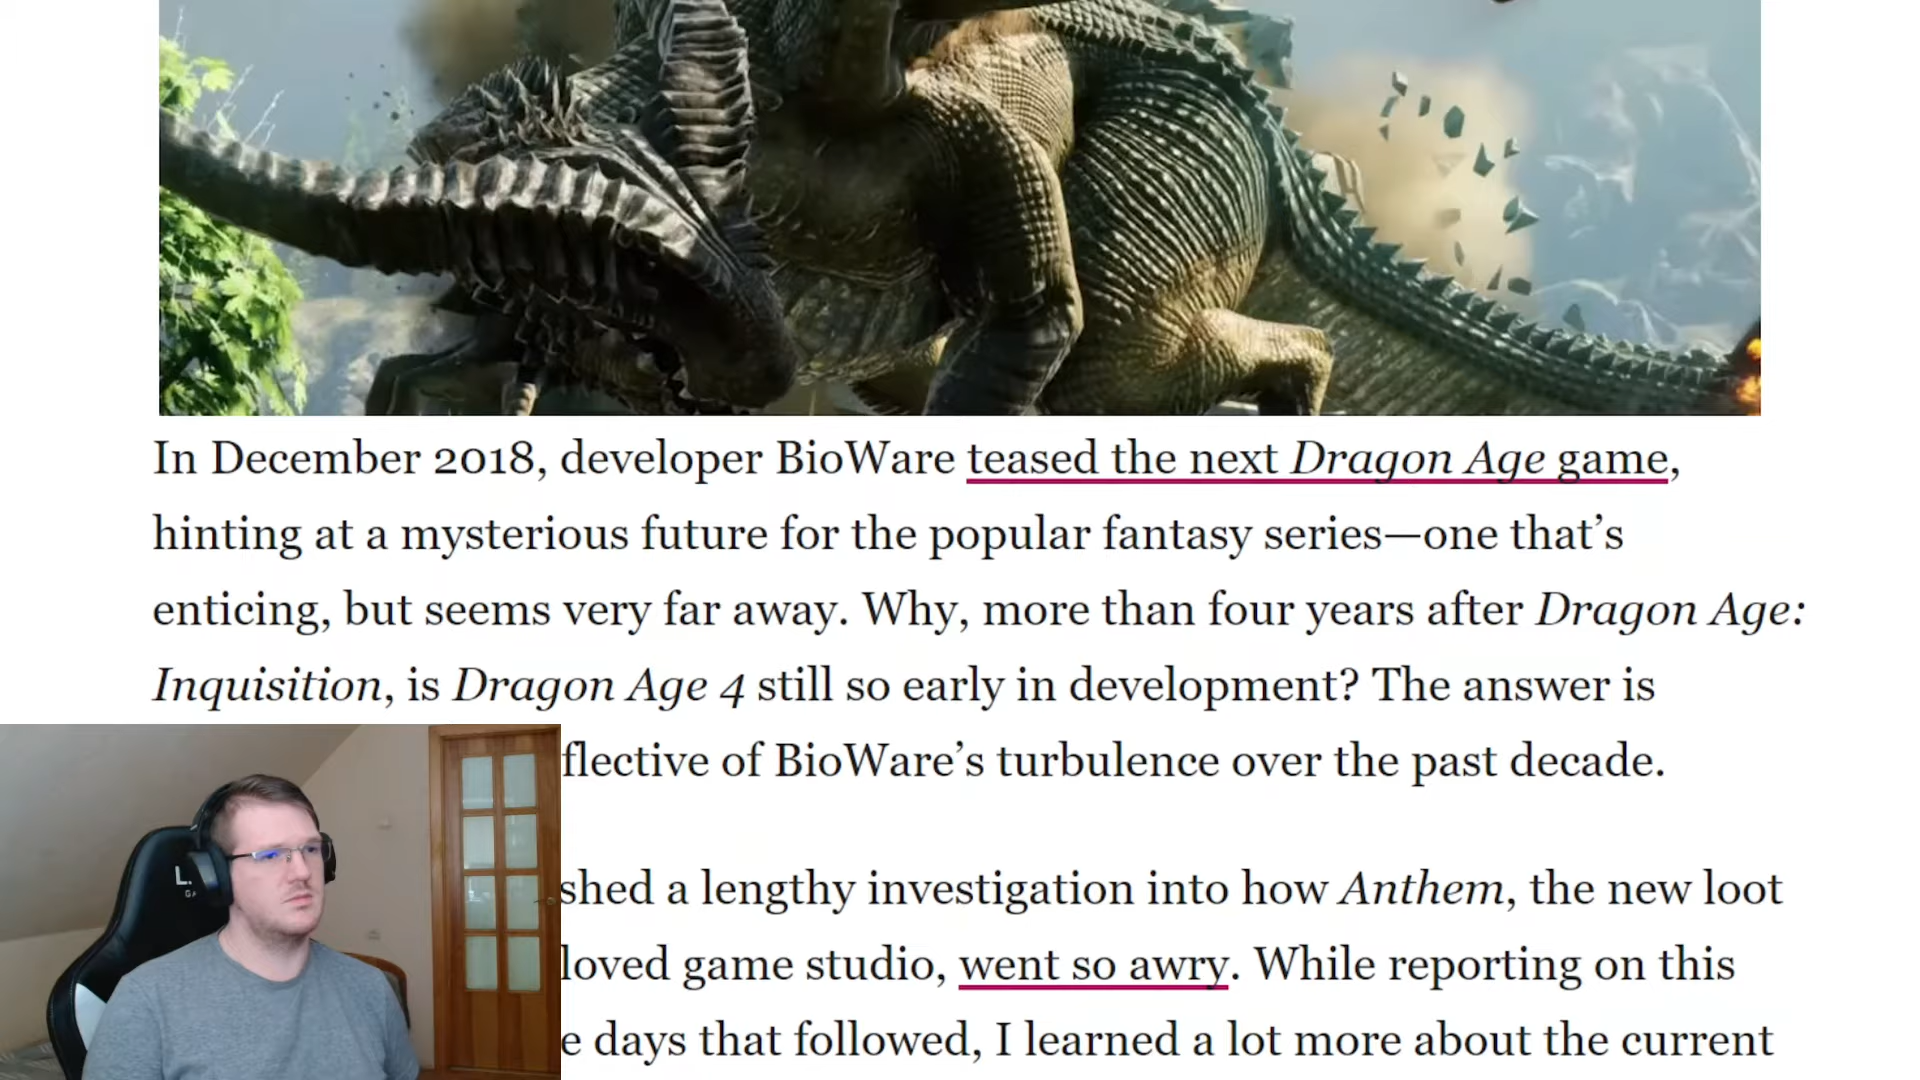 In December 2018, developer BioWare teased the next Dragon Age game,
hinting at a mysterious future for the popular fantasy series—one that’s
enticing, but seems very far away. Why, more than four years after Dragon Age:
Inquisition, is Dragon Age 4 still so early in development? The answer is
flective of BioWare’s turbulence over the past decade.
shed a lengthy investigation into how Anthem, the new loot
loved game studio, went so awry. While reporting on this
e days that followed, I learned a lot more about the current
L.